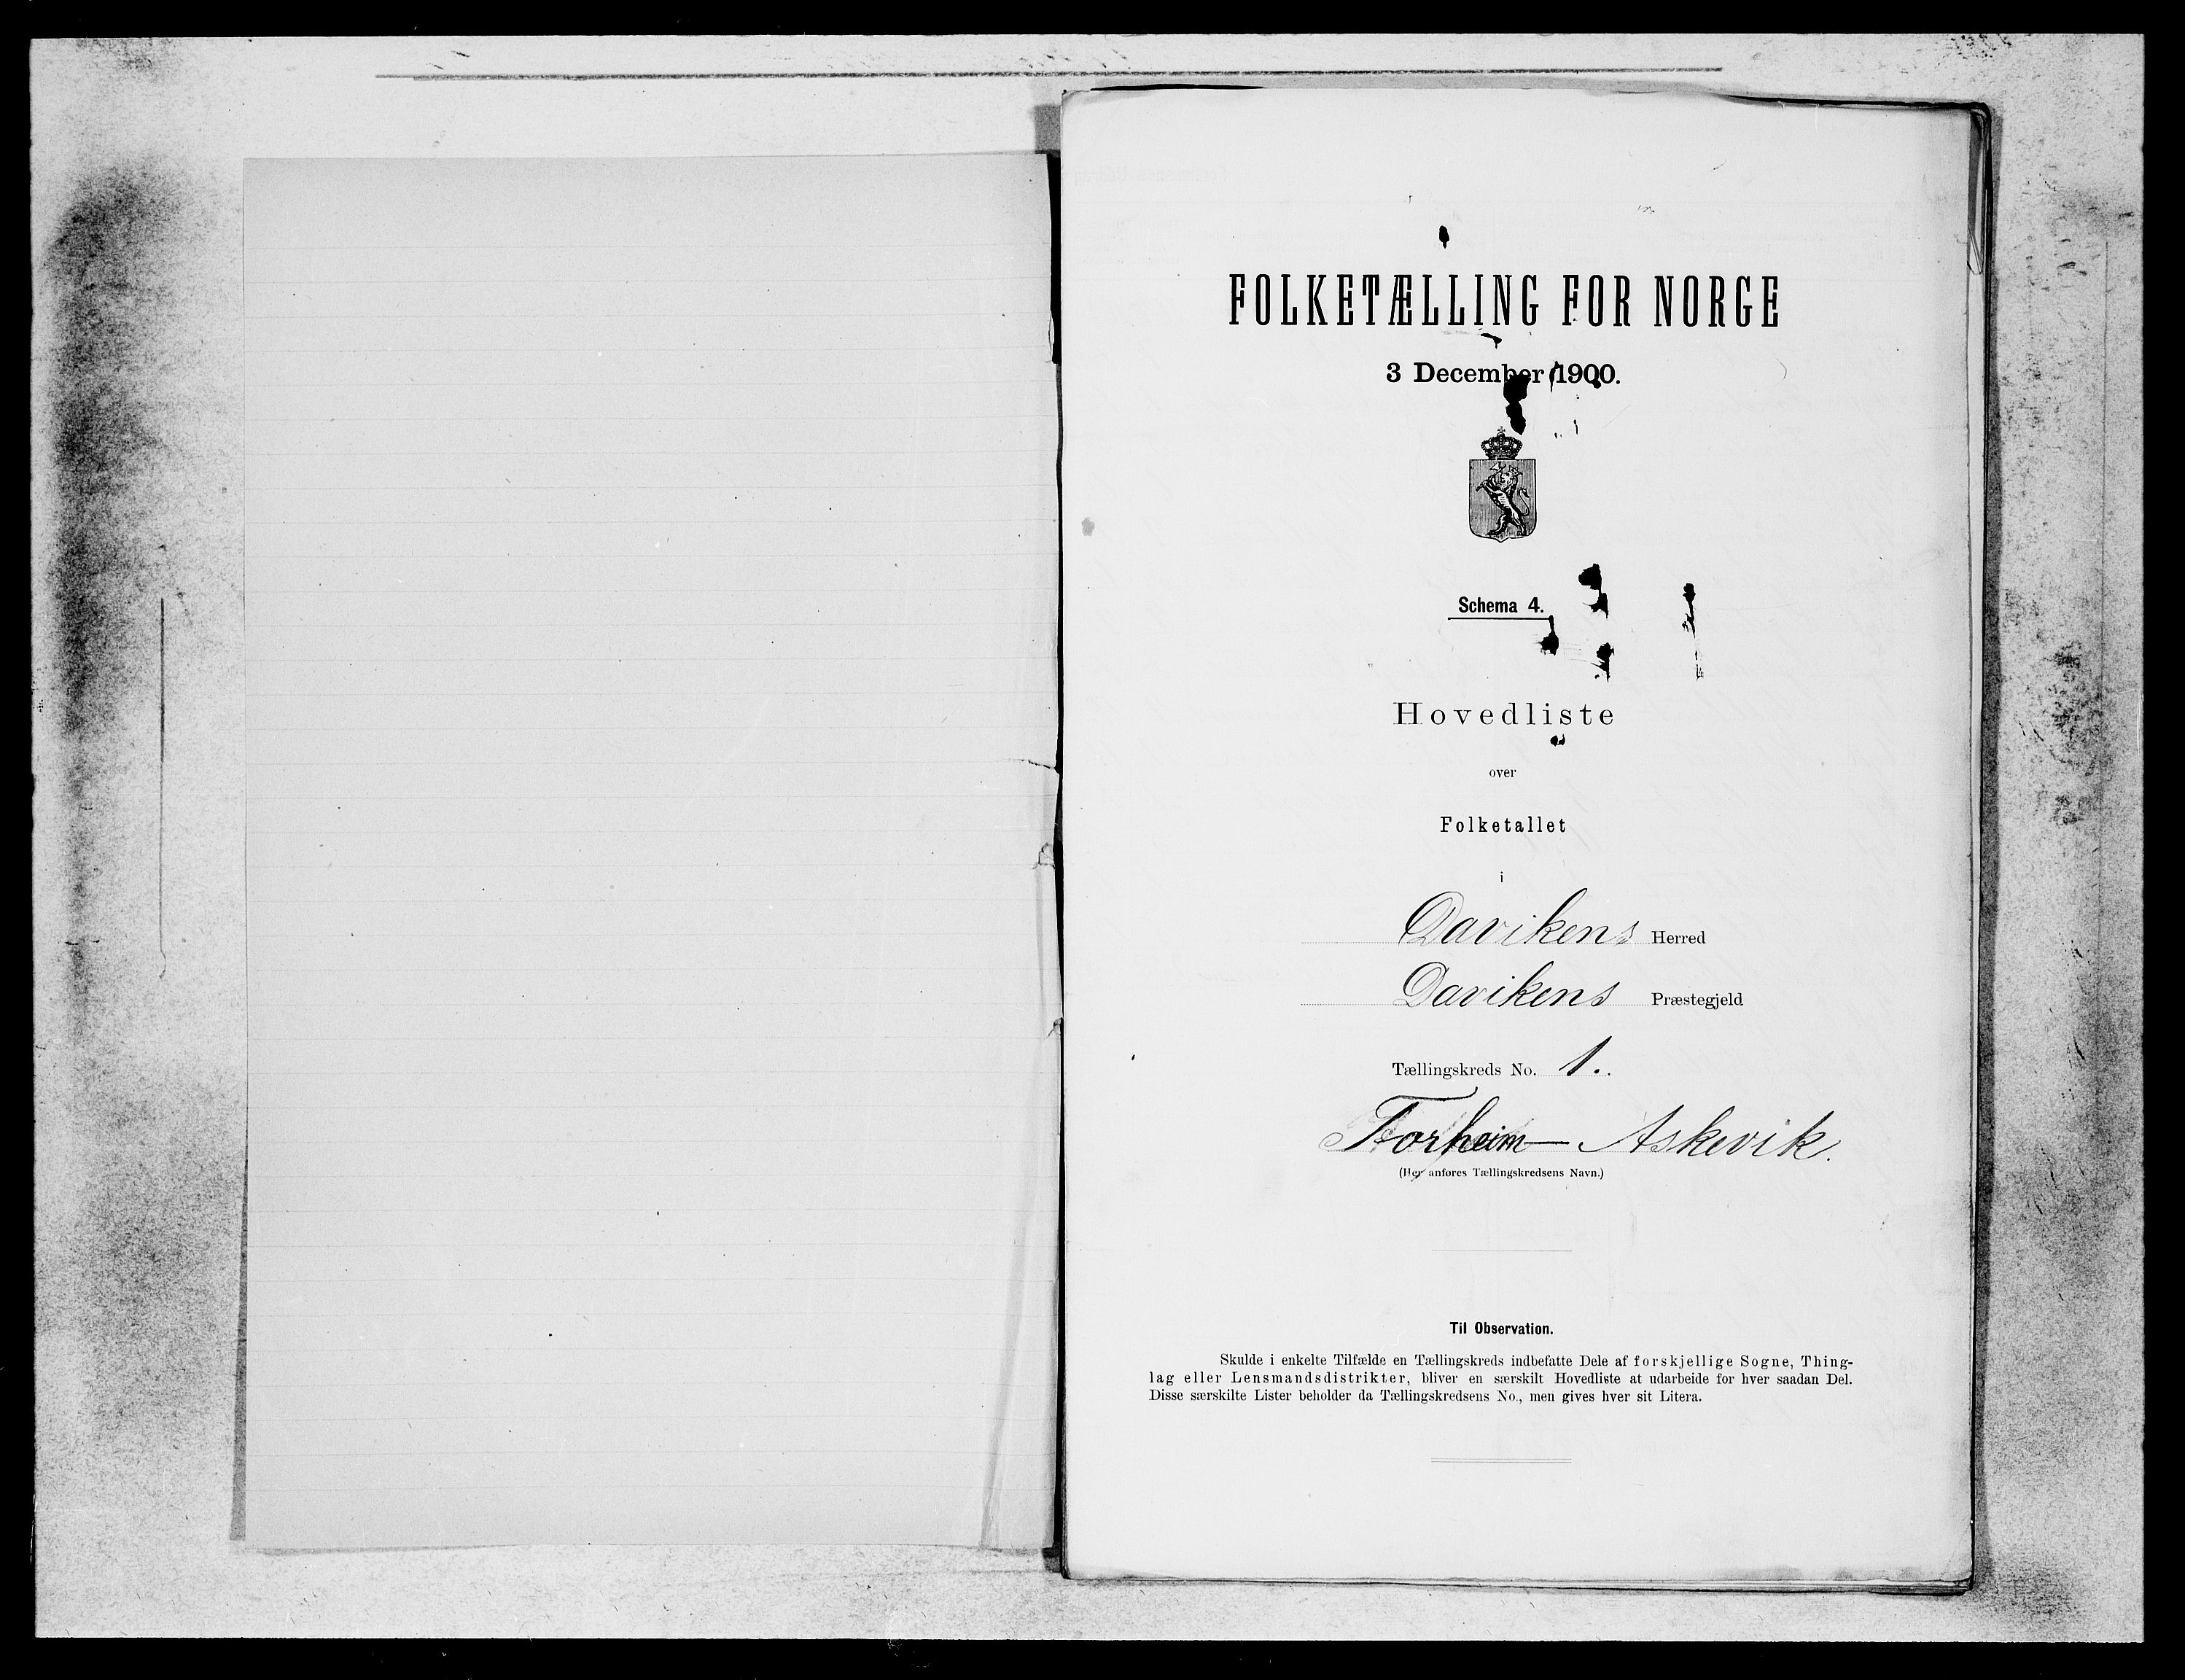 FOLKETÆLLING FOR NORGE
3 December 1900.
Schema 4.
Hovedliste
over
Folketallet
i
Davikens Herred
Davikens Præstegjeld
Tællingskreds No. 1.
Torheim — Askevik.
(Her anføres Tællingskredsens Navn.)
Til Observation.
Skulde i enkelte Tilfælde en Tællingskreds indbefatte Dele af forskjellige Sogne, Thing-
lag eller Lensmandsdistrikter, bliver en særskilt Hovedliste at udarbeide for hver saadan Del.
Disse særskilte Lister beholder da Tællingskredsens No., men gives hver sit Litera.